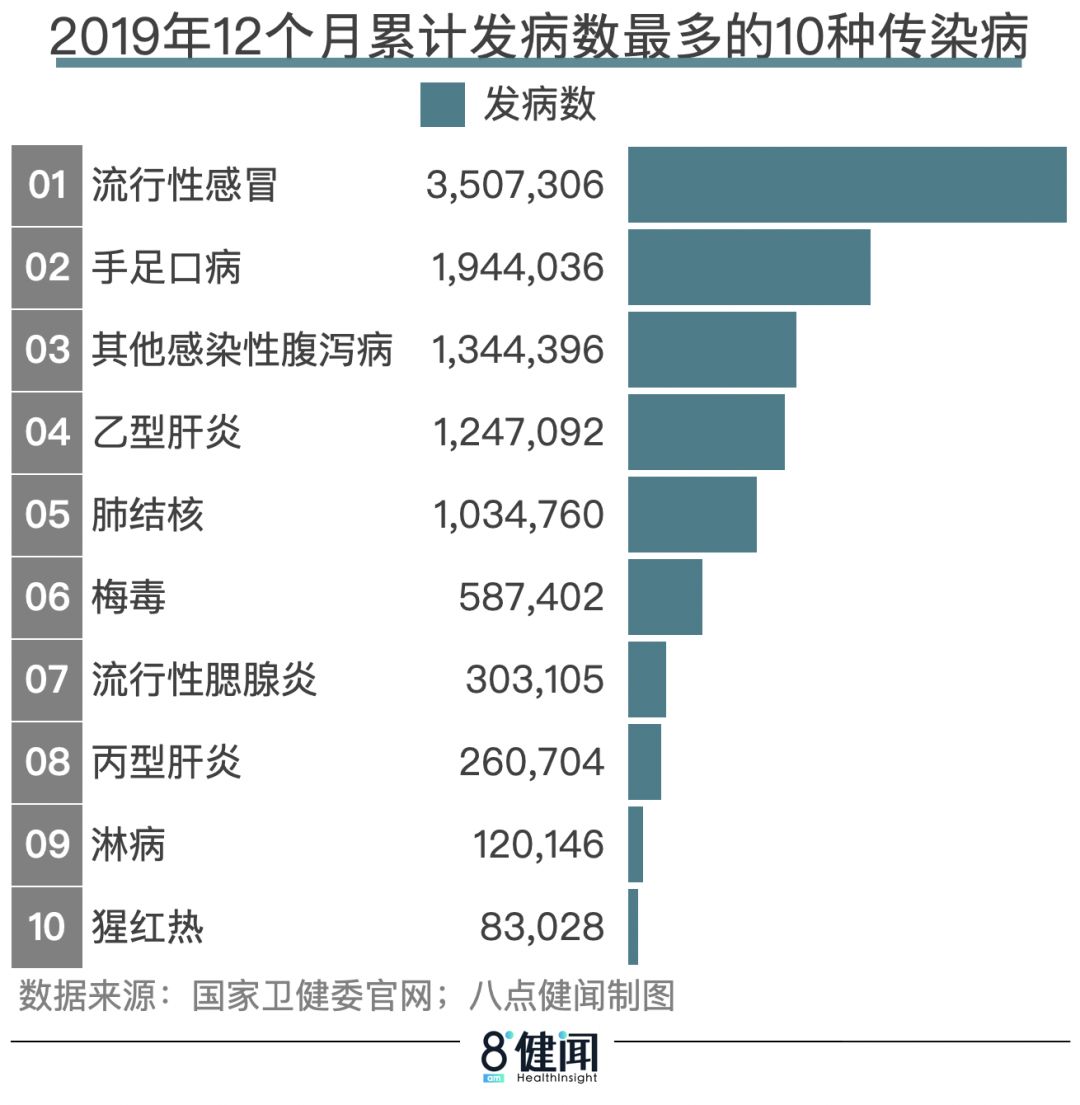 2019年12个月累计发病数最多的10种传染病
发病数
01 流行性感冒 3,507,306
02 手足口病 1,944,036
03 其他感染性腹泻病 1,344,396
04 乙型肝炎 1,247,092
05 肺结核 1,034,760
06 梅毒 587,402
07 流行性腮腺炎 303,105
08 丙型肝炎 260,704
09 淋病 120,146
10 猩红热 83,028
数据来源：国家卫健委官网；八点健闻制图
8°健闻
am HealthInsight